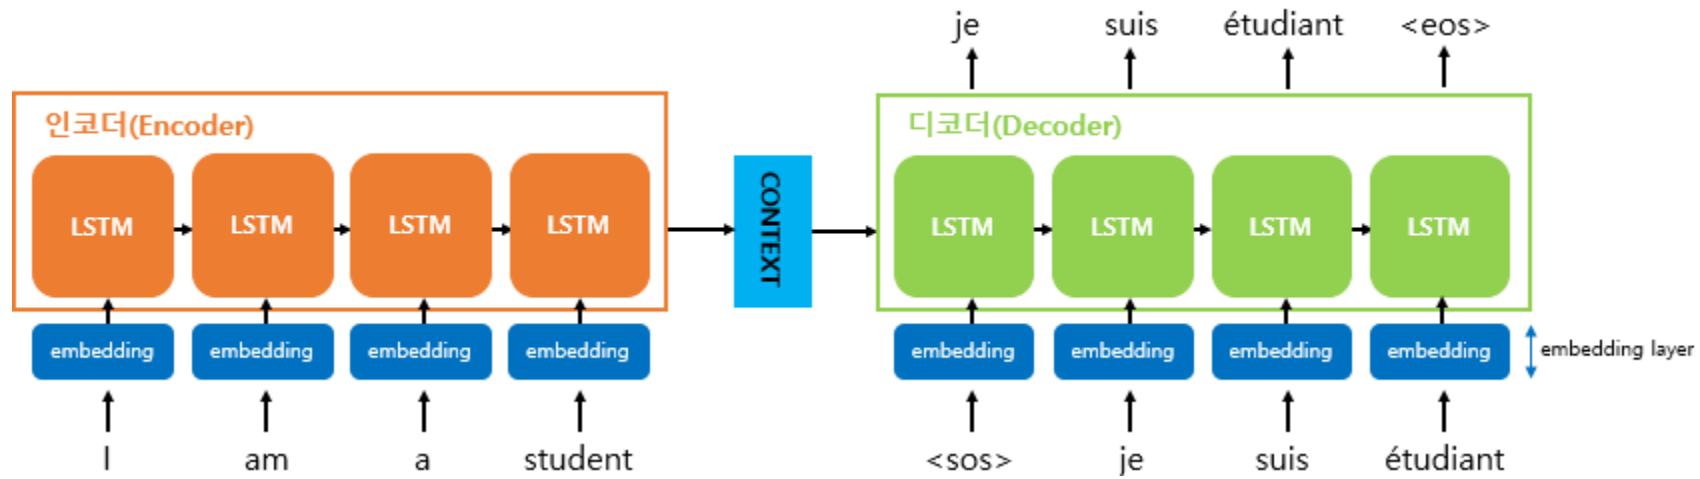 je suis étudiant <eos>
인코더(Encoder)
디코더(Decoder)
LSTM LSTM LSTM LSTM
CONTEXT
LSTM LSTM LSTM LSTM
embedding embedding embedding embedding
embedding embedding embedding embedding
embedding layer
I am a student
<sos> je suis étudiant